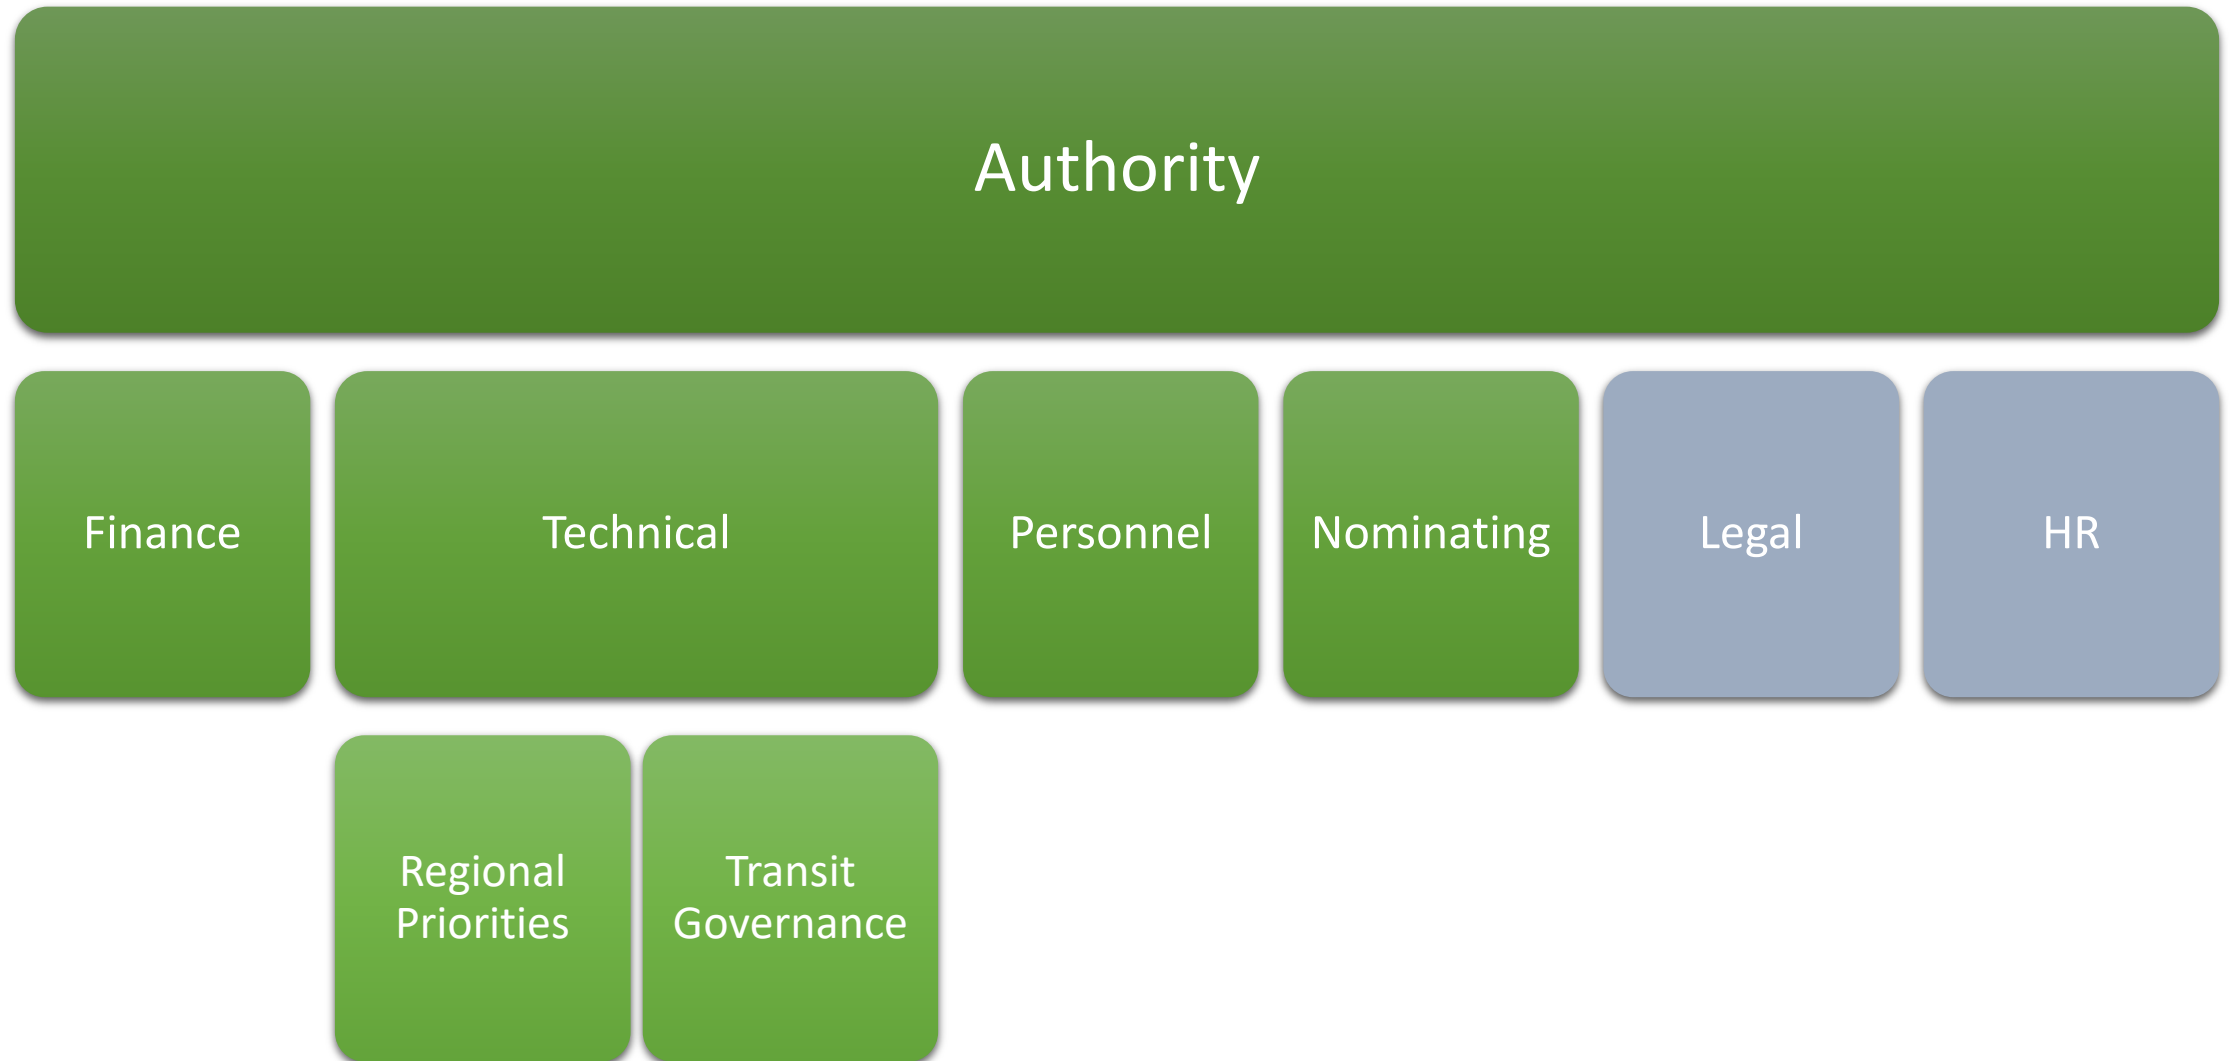 Authority
Finance
Technical
Personnel
Nominating
Legal
HR
Regional
Priorities
Transit
Governance